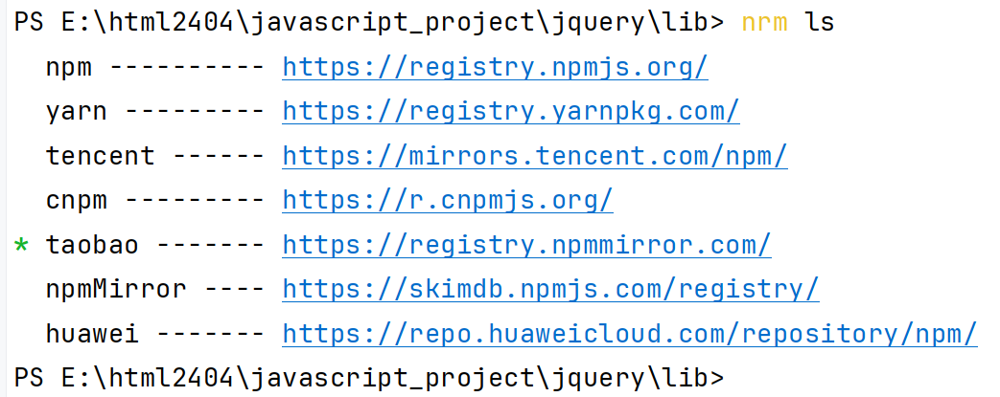 PS E:\html2404\javascript_project\jquery\lib> nrm ls
  npm ---------- https://registry.npmjs.org/
  yarn --------- https://registry.yarnpkg.com/
  tencent ------ https://mirrors.tencent.com/npm/
  cnpm --------- https://r.cnpmjs.org/
* taobao ------- https://registry.npmmirror.com/
  npmMirror ---- https://skimdb.npmjs.com/registry/
  huawei ------- https://repo.huaweicloud.com/repository/npm/
PS E:\html2404\javascript_project\jquery\lib>